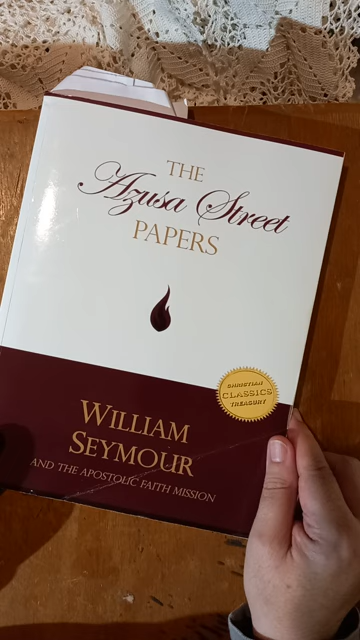 THE
Azusa Street
PAPERS
CHRISTIAN
CLASSICS
TREASURY
WILLIAM
SEYMOUR
AND THE APOSTOLIC FAITH MISSION